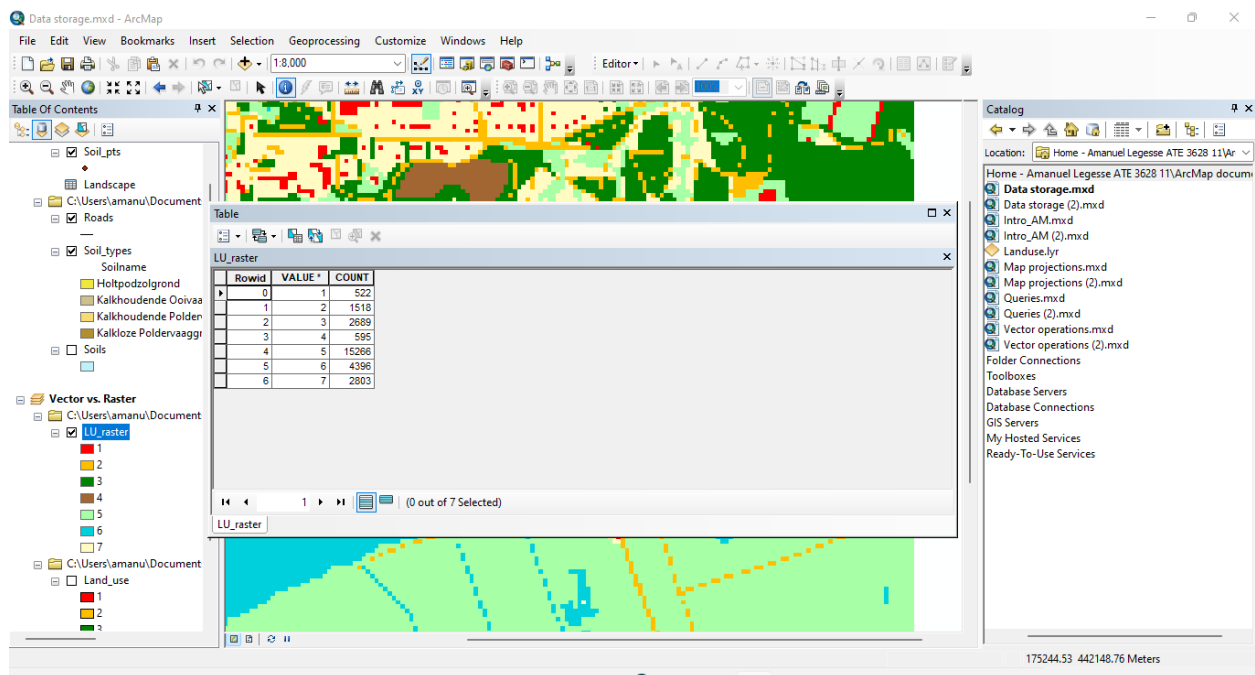 Data storage.mxd - ArcMap
File Edit View Bookmarks Insert Selection Geoprocessing Customize Windows Help
1:8,000
Editor
100%
Table Of Contents
Soil_pts
Landscape
C:\Users\amanu\Document
Roads
Soil_types
Soilname
Holtpodzolgrond
Kalkhoudende Ooivaa
Kalkhoudende Polder
Kalkloze Poldervaaggr
Soils
Vector vs. Raster
C:\Users\amanu\Document
LU_raster
1
2
3
4
5
6
7
C:\Users\amanu\Document
Land_use
1
2
3
Table
LU_raster
Rowid VALUE * COUNT
0 1 522
1 2 1518
2 3 2689
3 4 595
4 5 15266
5 6 4396
6 7 2803
1 (0 out of 7 Selected)
LU_raster
Catalog
Location: Home - Amanuel Legesse ATE 3628 11\Ar
Home - Amanuel Legesse ATE 3628 11\ArcMap docum
Data storage.mxd
Data storage (2).mxd
Intro_AM.mxd
Intro_AM (2).mxd
Landuse.lyr
Map projections.mxd
Map projections (2).mxd
Queries.mxd
Queries (2).mxd
Vector operations.mxd
Vector operations (2).mxd
Folder Connections
Toolboxes
Database Servers
Database Connections
GIS Servers
My Hosted Services
Ready-To-Use Services
175244.53 442148.76 Meters